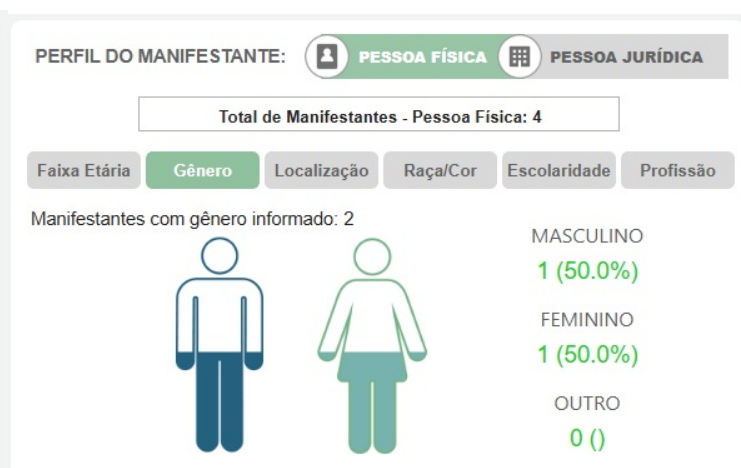 PERFIL DO MANIFESTANTE: PESSOA FÍSICA PESSOA JURÍDICA
Total de Manifestantes - Pessoa Física: 4
Faixa Etária Gênero Localização Raça/Cor Escolaridade Profissão
Manifestantes com gênero informado: 2
MASCULINO
1 (50.0%)
FEMININO
1 (50.0%)
OUTRO
0 ()